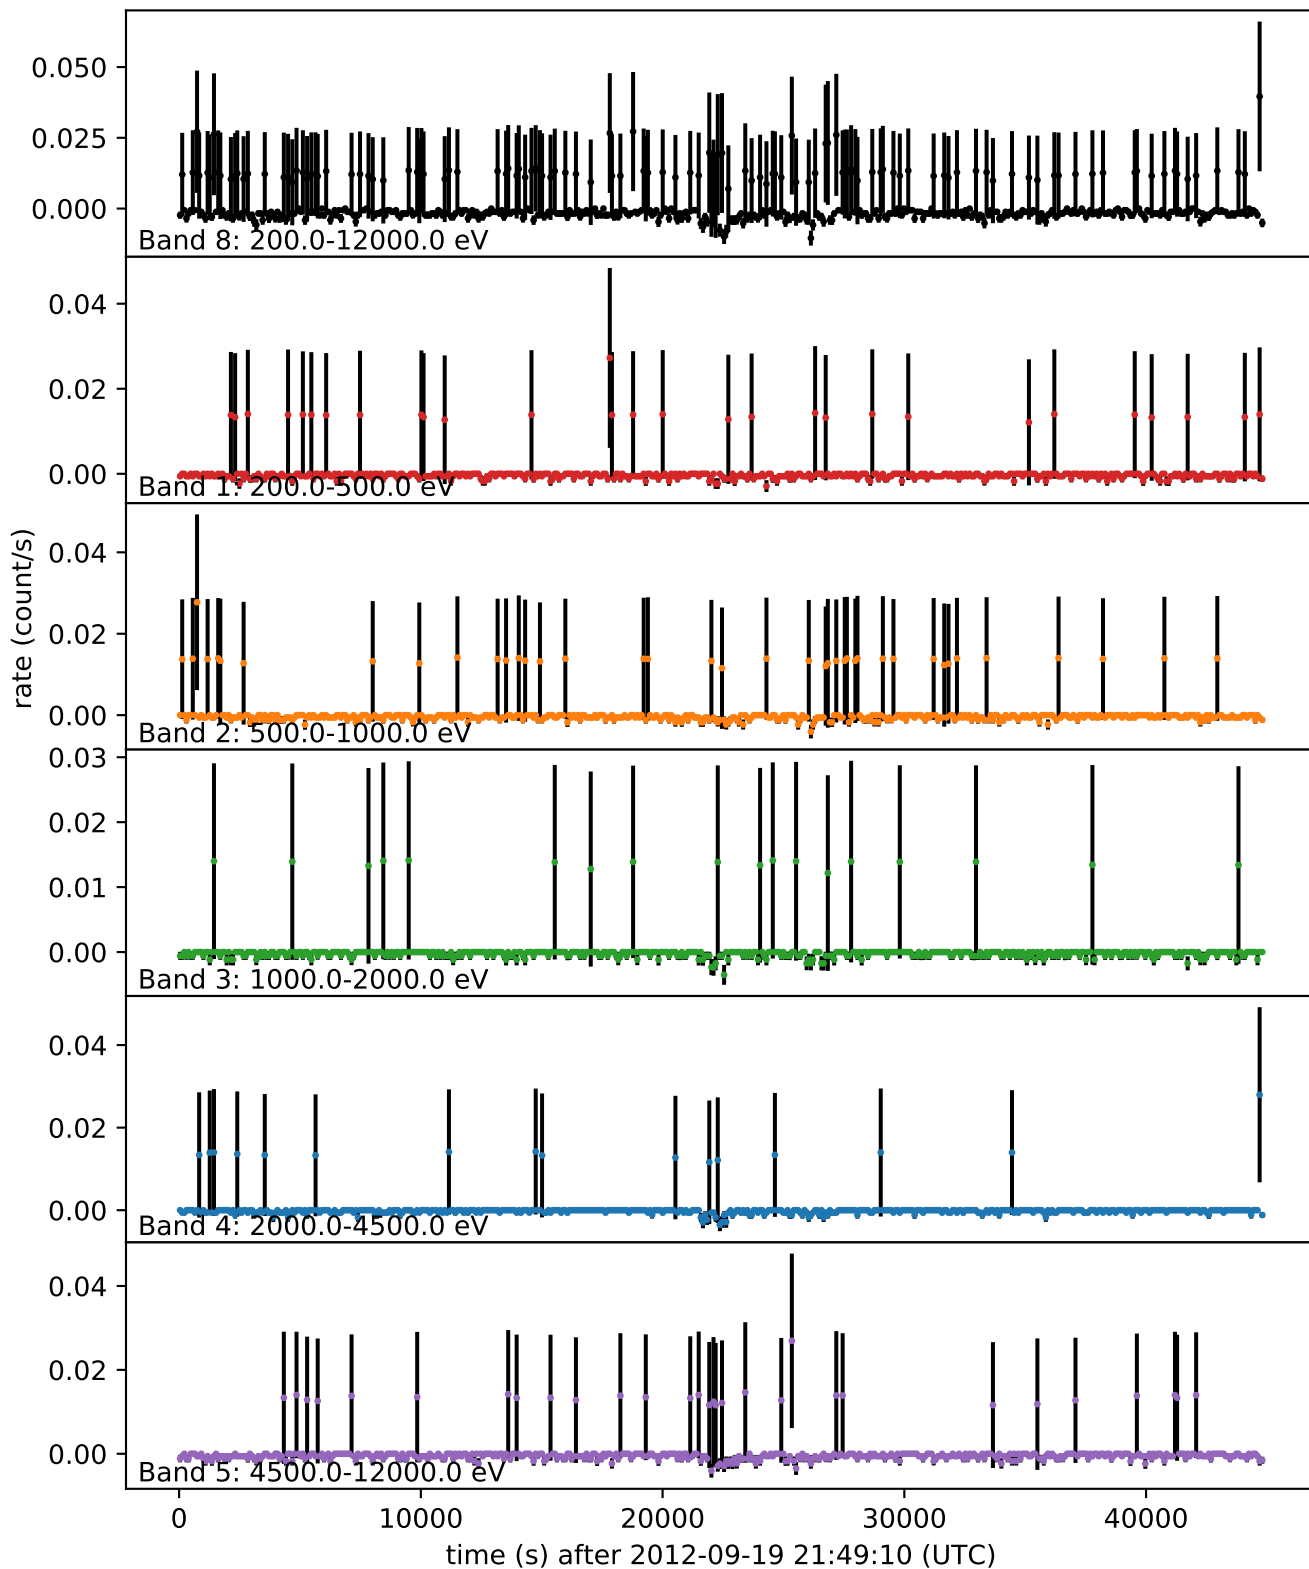 0.050
0.025
0.000
Band 8: 200.0-12000.0 eV
0.04
0.02
0.00
Band 1: 200.0-500.0 eV
rate (count/s)
0.04
0.02
0.00
Band 2: 500.0-1000.0 eV
0.03
0.02
0.01
0.00
Band 3: 1000.0-2000.0 eV
0.04
0.02
0.00
Band 4: 2000.0-4500.0 eV
0.04
0.02
0.00
Band 5: 4500.0-12000.0 eV
0 10000 20000 30000 40000
time (s) after 2012-09-19 21:49:10 (UTC)